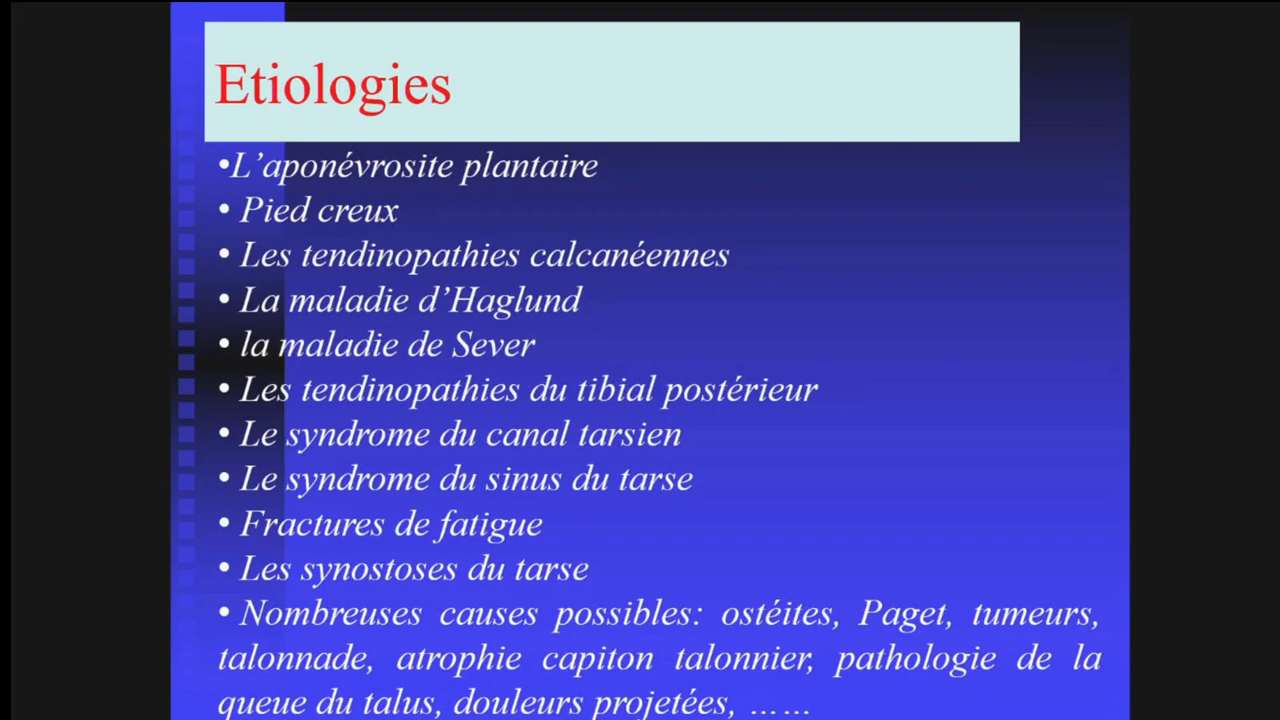 Etiologies
•L’aponévrosite plantaire
• Pied creux
• Les tendinopathies calcanéennes
• La maladie d’Haglund
• la maladie de Sever
• Les tendinopathies du tibial postérieur
• Le syndrome du canal tarsien
• Le syndrome du sinus du tarse
• Fractures de fatigue
• Les synostoses du tarse
• Nombreuses causes possibles: ostéites, Paget, tumeurs,
talonnade, atrophie capiton talonnier, pathologie de la
queue du talus, douleurs projetées, ……